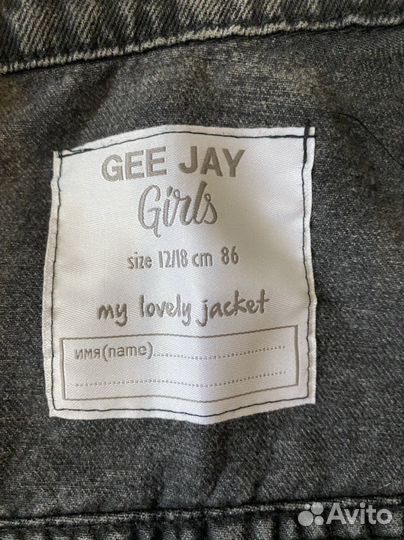 GEE JAY
Girls
size 12/18 cm 86
my lovely jacket
имя(name)
Avito